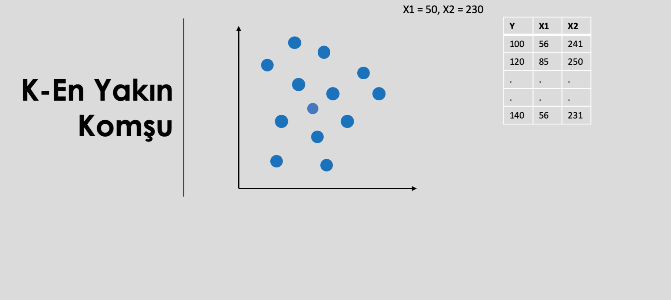 X1 = 50, X2 = 230
K-En Yakın
Komşu
Y X1 X2
100 56 241
120 85 250
. . .
. . .
140 56 231